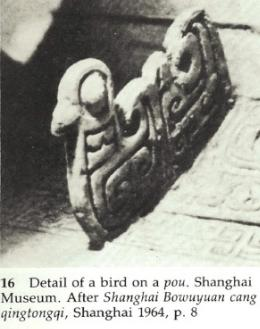 16 Detail of a bird on a pou. Shanghai
Museum. After Shanghai Bowuyuan cang
qingtongqi, Shanghai 1964, p. 8